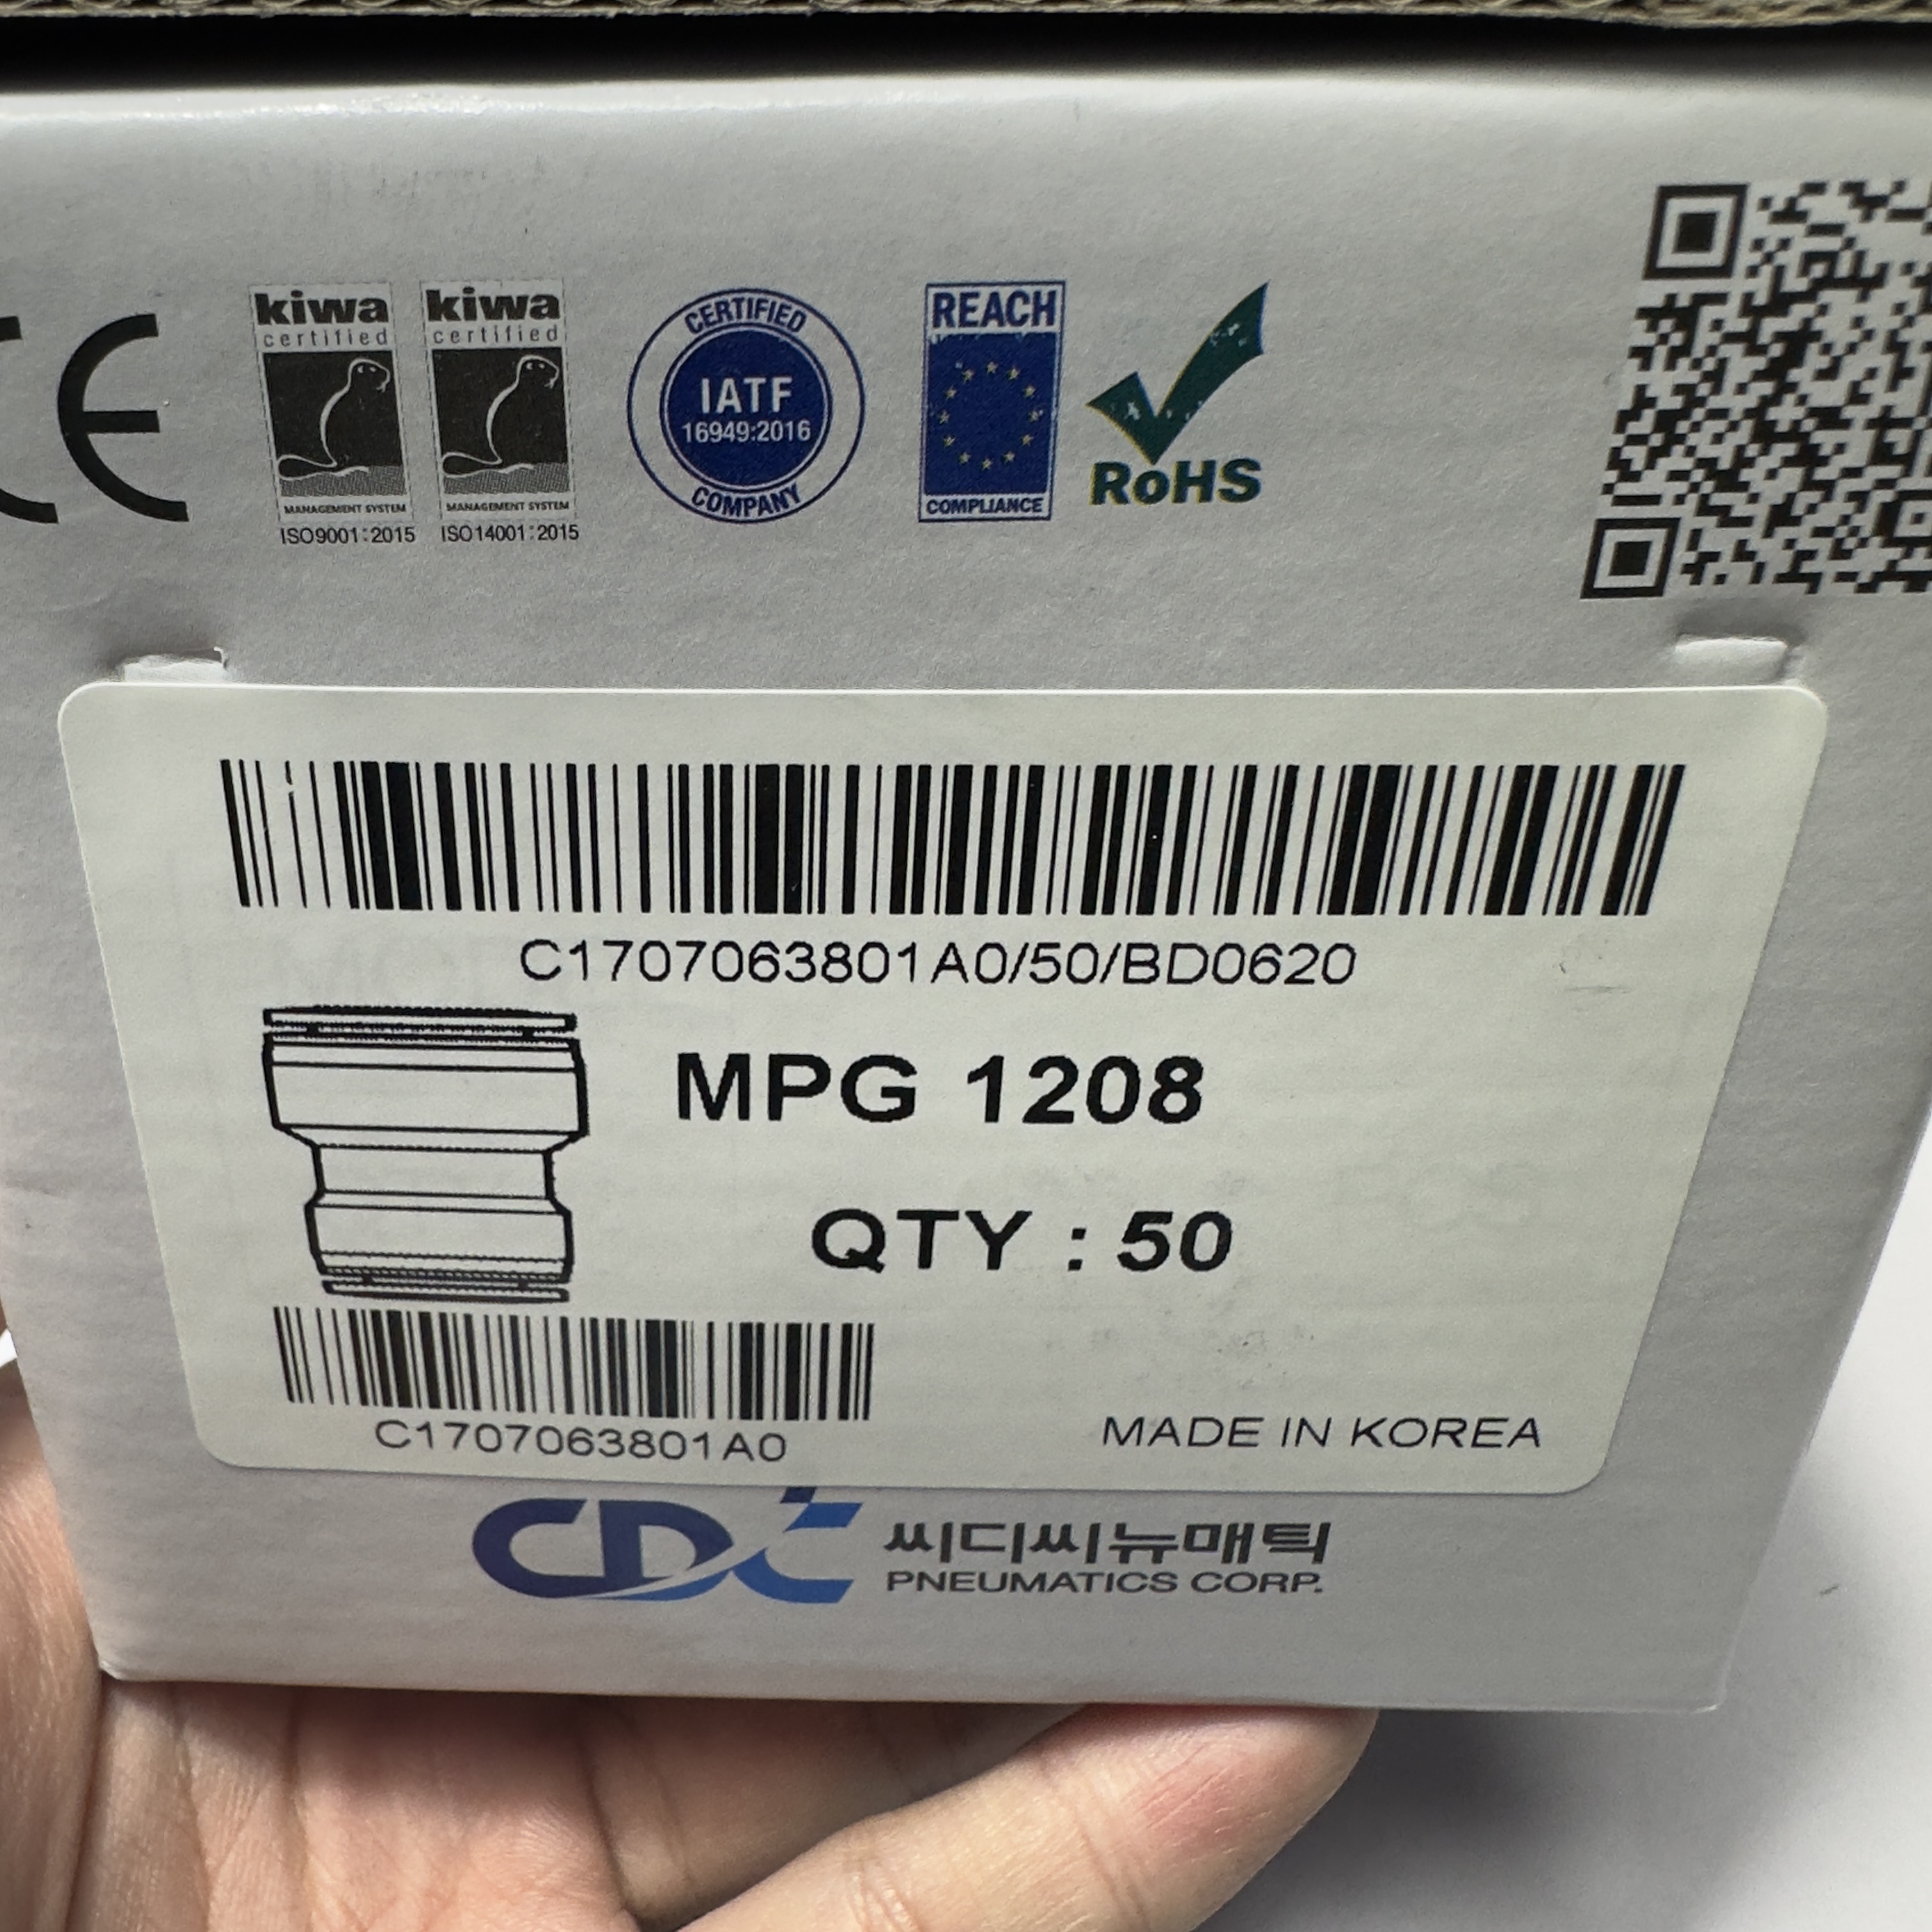 CE
kiwa
certified
MANAGEMENT SYSTEM
ISO9001:2015
kiwa
certified
MANAGEMENT SYSTEM
ISO14001:2015
CERTIFIED
IATF
16949:2016
COMPANY
REACH
COMPLIANCE
RoHS
C1707063801A0/50/BD0620
MPG 1208
QTY : 50
C1707063801A0
MADE IN KOREA
CDC 씨디씨뉴매틱
PNEUMATICS CORP.